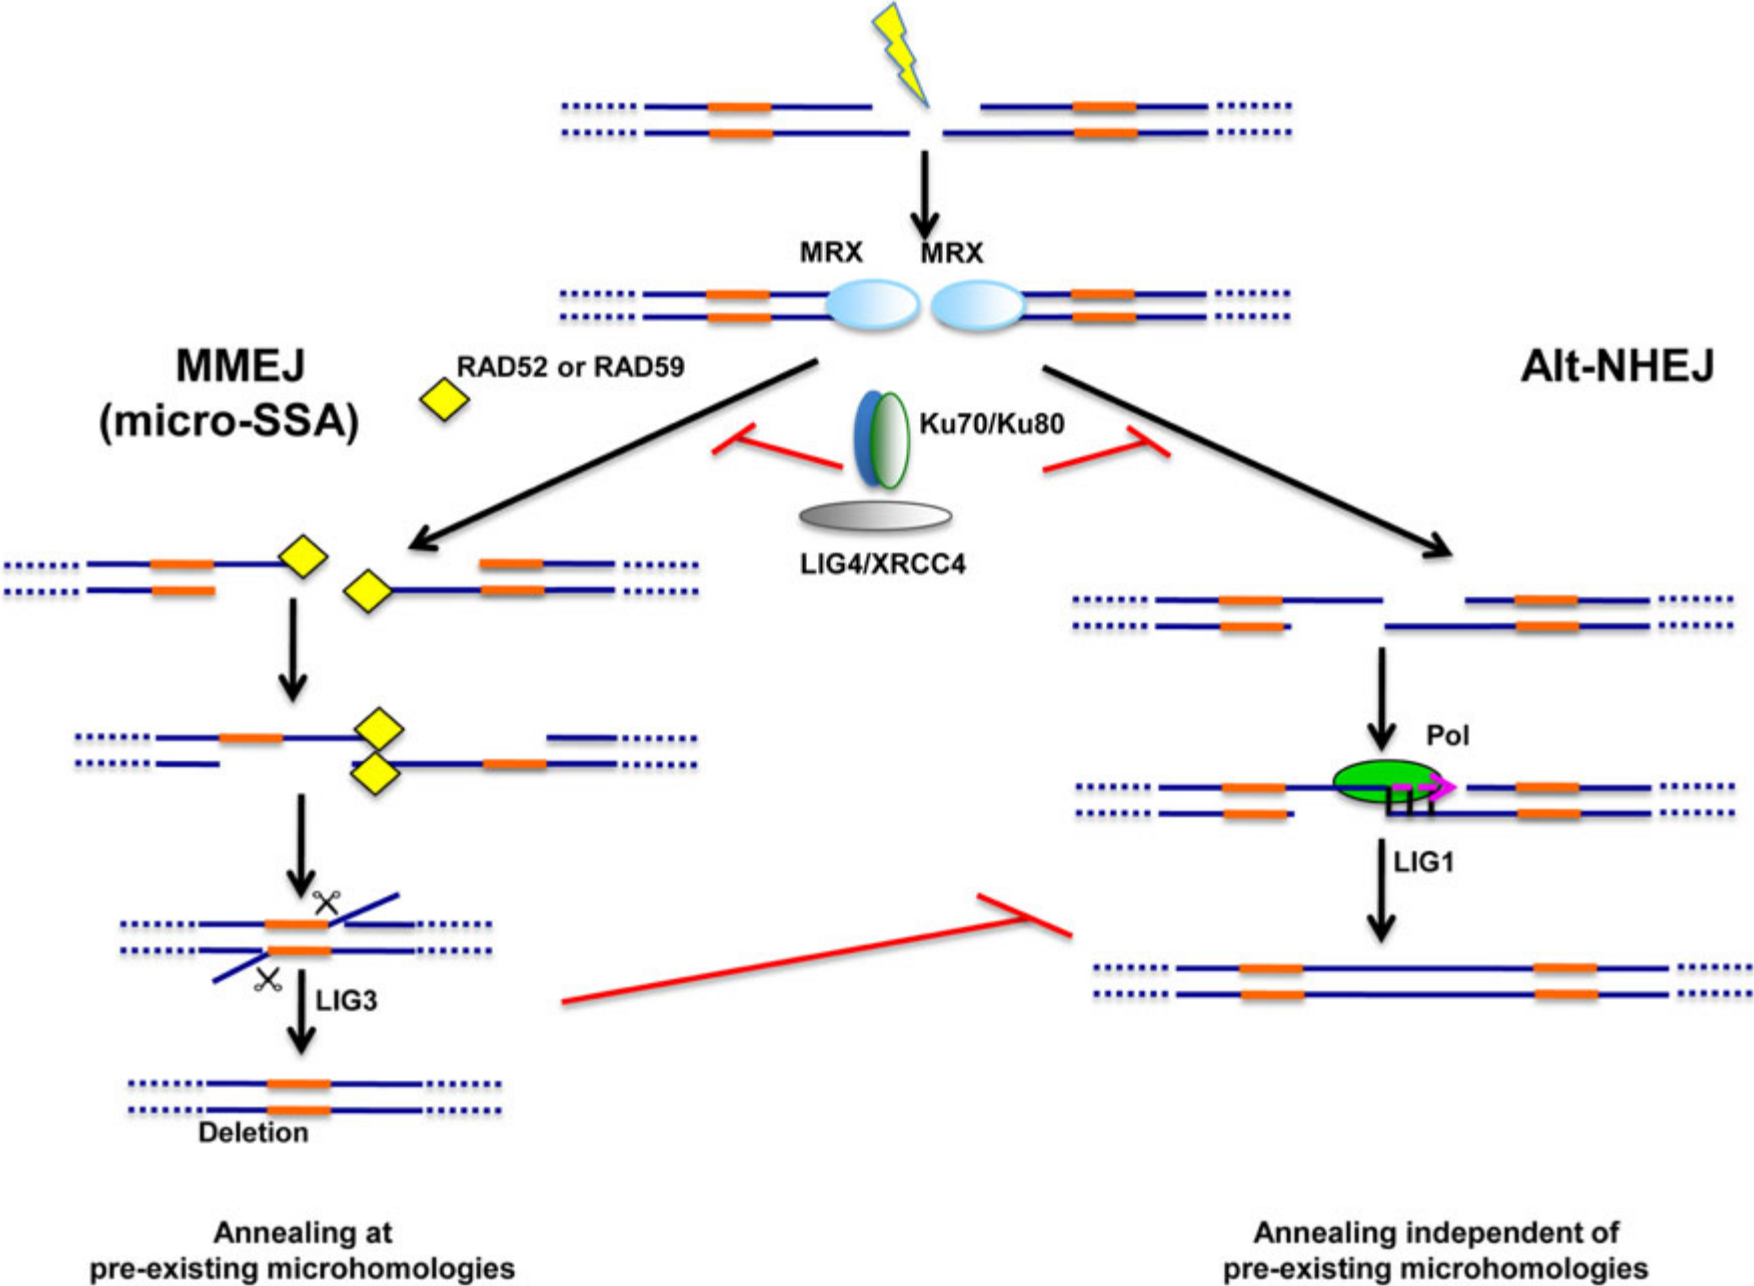 MRX MRX
MMEJ
(micro-SSA)
RAD52 or RAD59
Alt-NHEJ
Ku70/Ku80
LIG4/XRCC4
Pol
LIG1
LIG3
Deletion
Annealing at
pre-existing microhomologies
Annealing independent of
pre-existing microhomologies